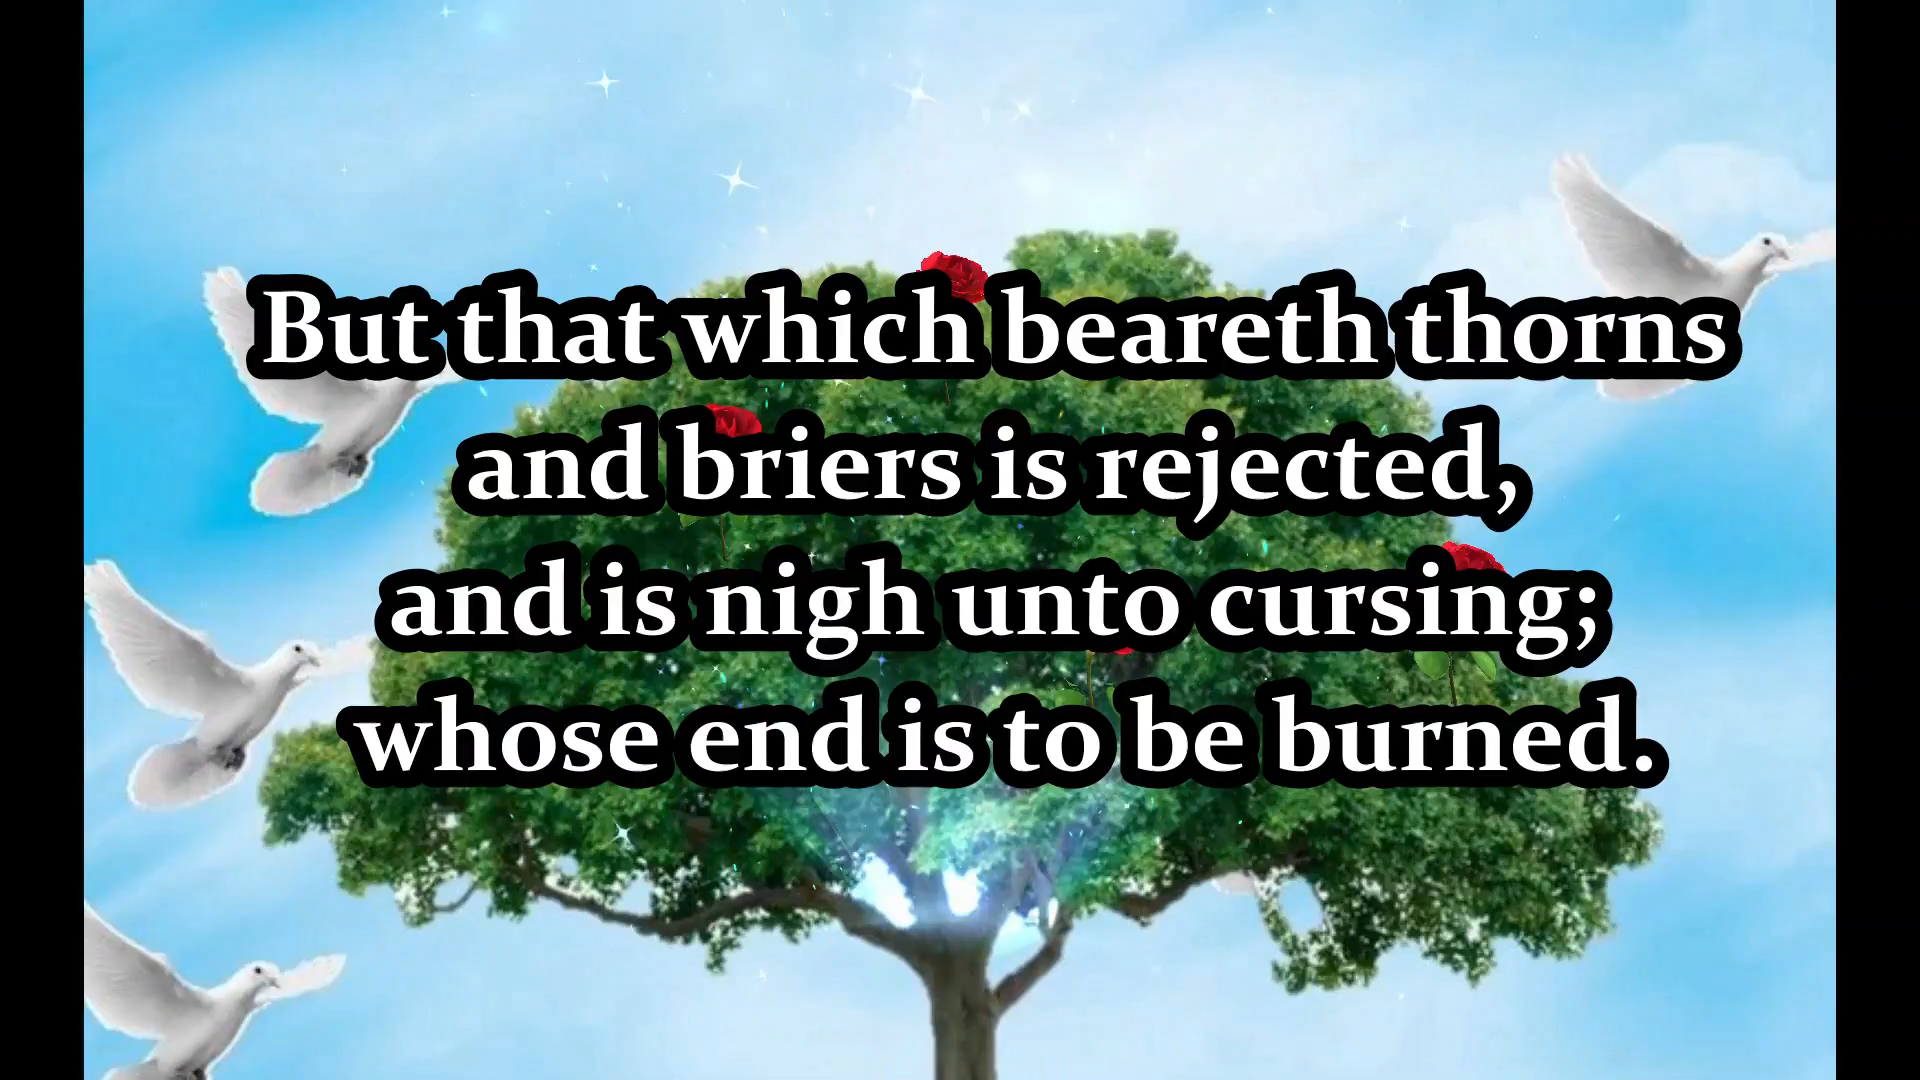 But that which beareth thorns
and briers is rejected,
and is nigh unto cursing;
whose end is to be burned.